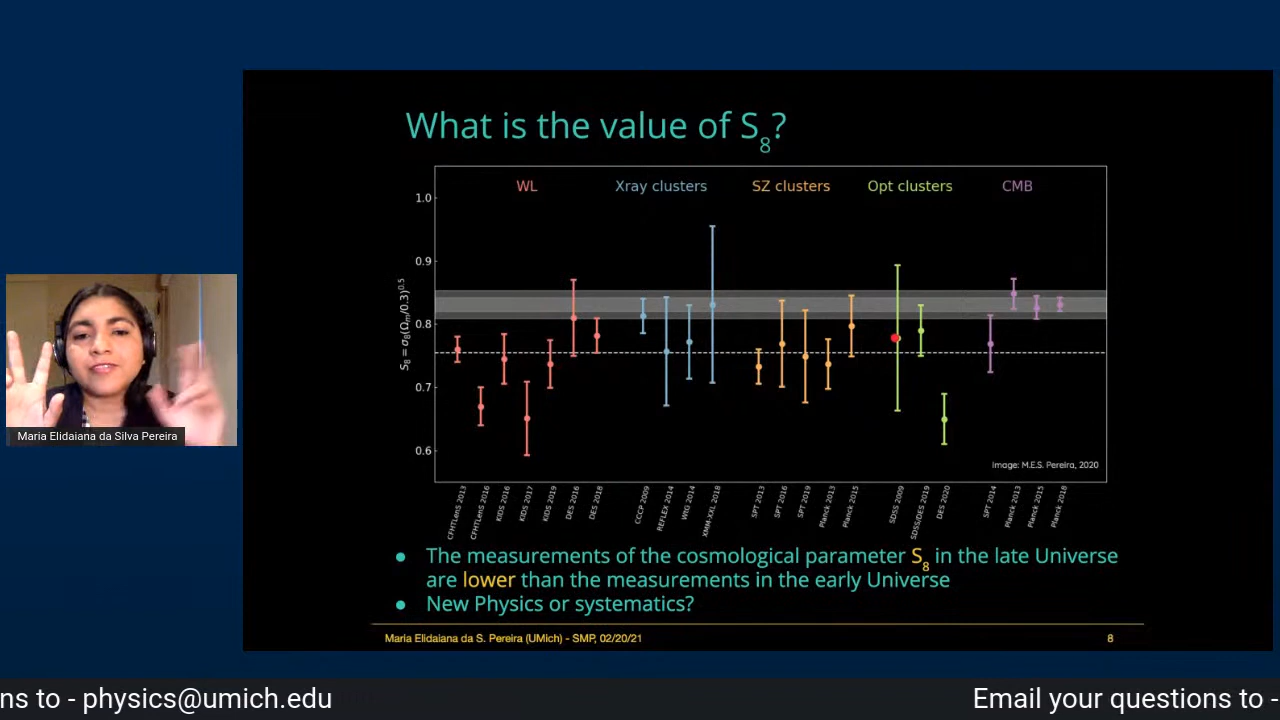 What is the value of S8?
WL
Xray clusters
SZ clusters
Opt clusters
CMB
1.0
0.9
0.8
0.7
0.6
S8 = σ8(Ωm/0.3)^0.5
Image: M.E.S. Pereira, 2020
CFHTLenS 2013
CFHTLenS 2016
KIDS 2016
KIDS 2017
KIDS 2019
DES 2016
DES 2018
CCCP 2009
REFLEX 2014
WtG 2014
XMM-XXL 2018
SPT 2013
SPT 2016
SPT 2019
Planck 2013
Planck 2015
SDSS 2009
SDSS/DES 2019
DES 2020
SPT 2014
Planck 2013
Planck 2015
Planck 2018
● The measurements of the cosmological parameter S8 in the late Universe
are lower than the measurements in the early Universe
● New Physics or systematics?
Maria Elidaiana da S. Pereira (UMich) - SMP, 02/20/21
8
Maria Elidaiana da Silva Pereira
ns to - physics@umich.edu
Email your questions to -